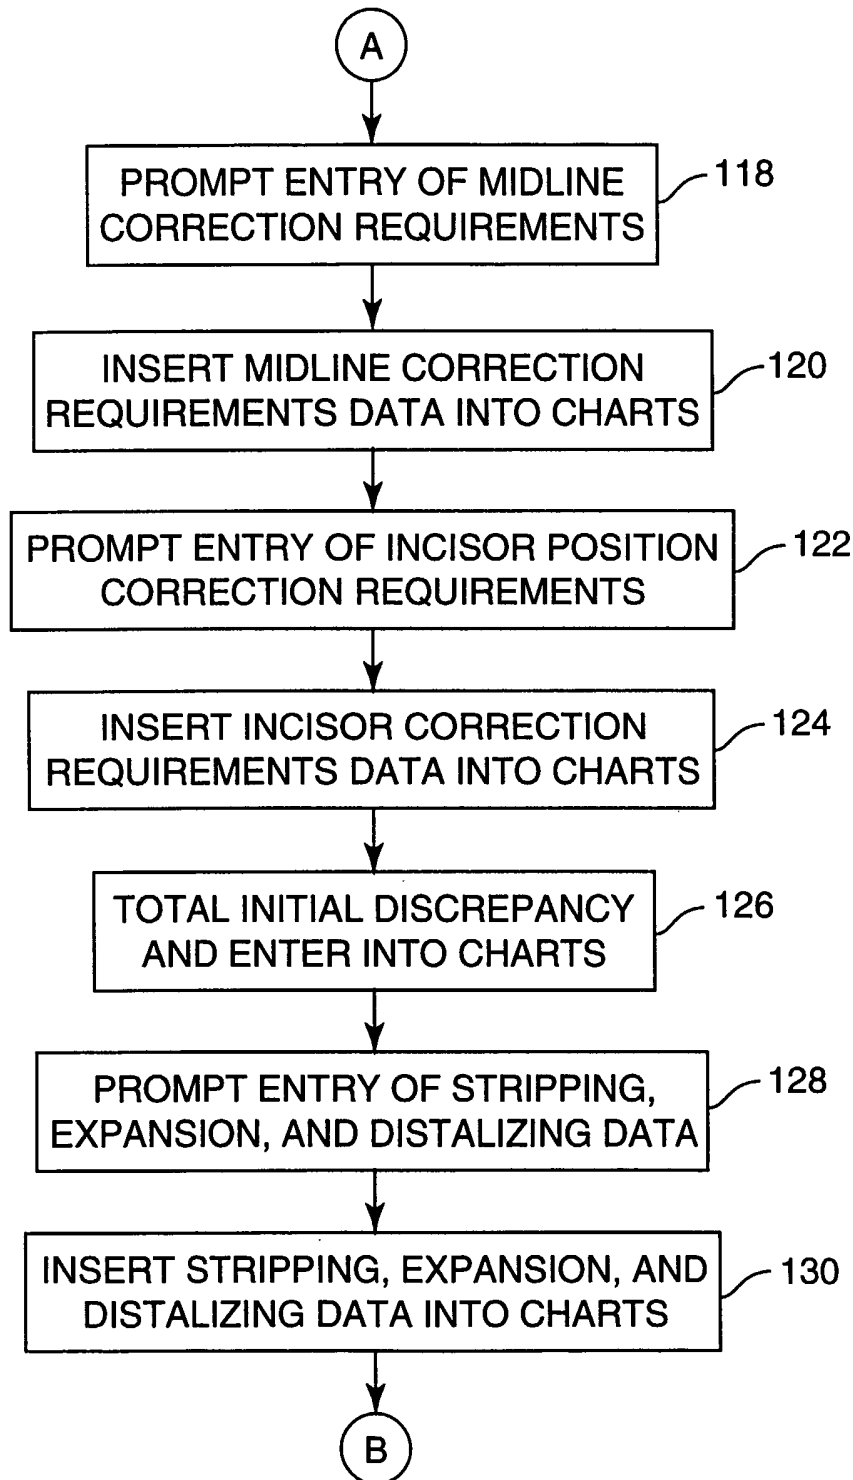 A
PROMPT ENTRY OF MIDLINE
CORRECTION REQUIREMENTS
118
INSERT MIDLINE CORRECTION
REQUIREMENTS DATA INTO CHARTS
120
PROMPT ENTRY OF INCISOR POSITION
CORRECTION REQUIREMENTS
122
INSERT INCISOR CORRECTION
REQUIREMENTS DATA INTO CHARTS
124
TOTAL INITIAL DISCREPANCY
AND ENTER INTO CHARTS
126
PROMPT ENTRY OF STRIPPING,
EXPANSION, AND DISTALIZING DATA
128
INSERT STRIPPING, EXPANSION, AND
DISTALIZING DATA INTO CHARTS
130
B